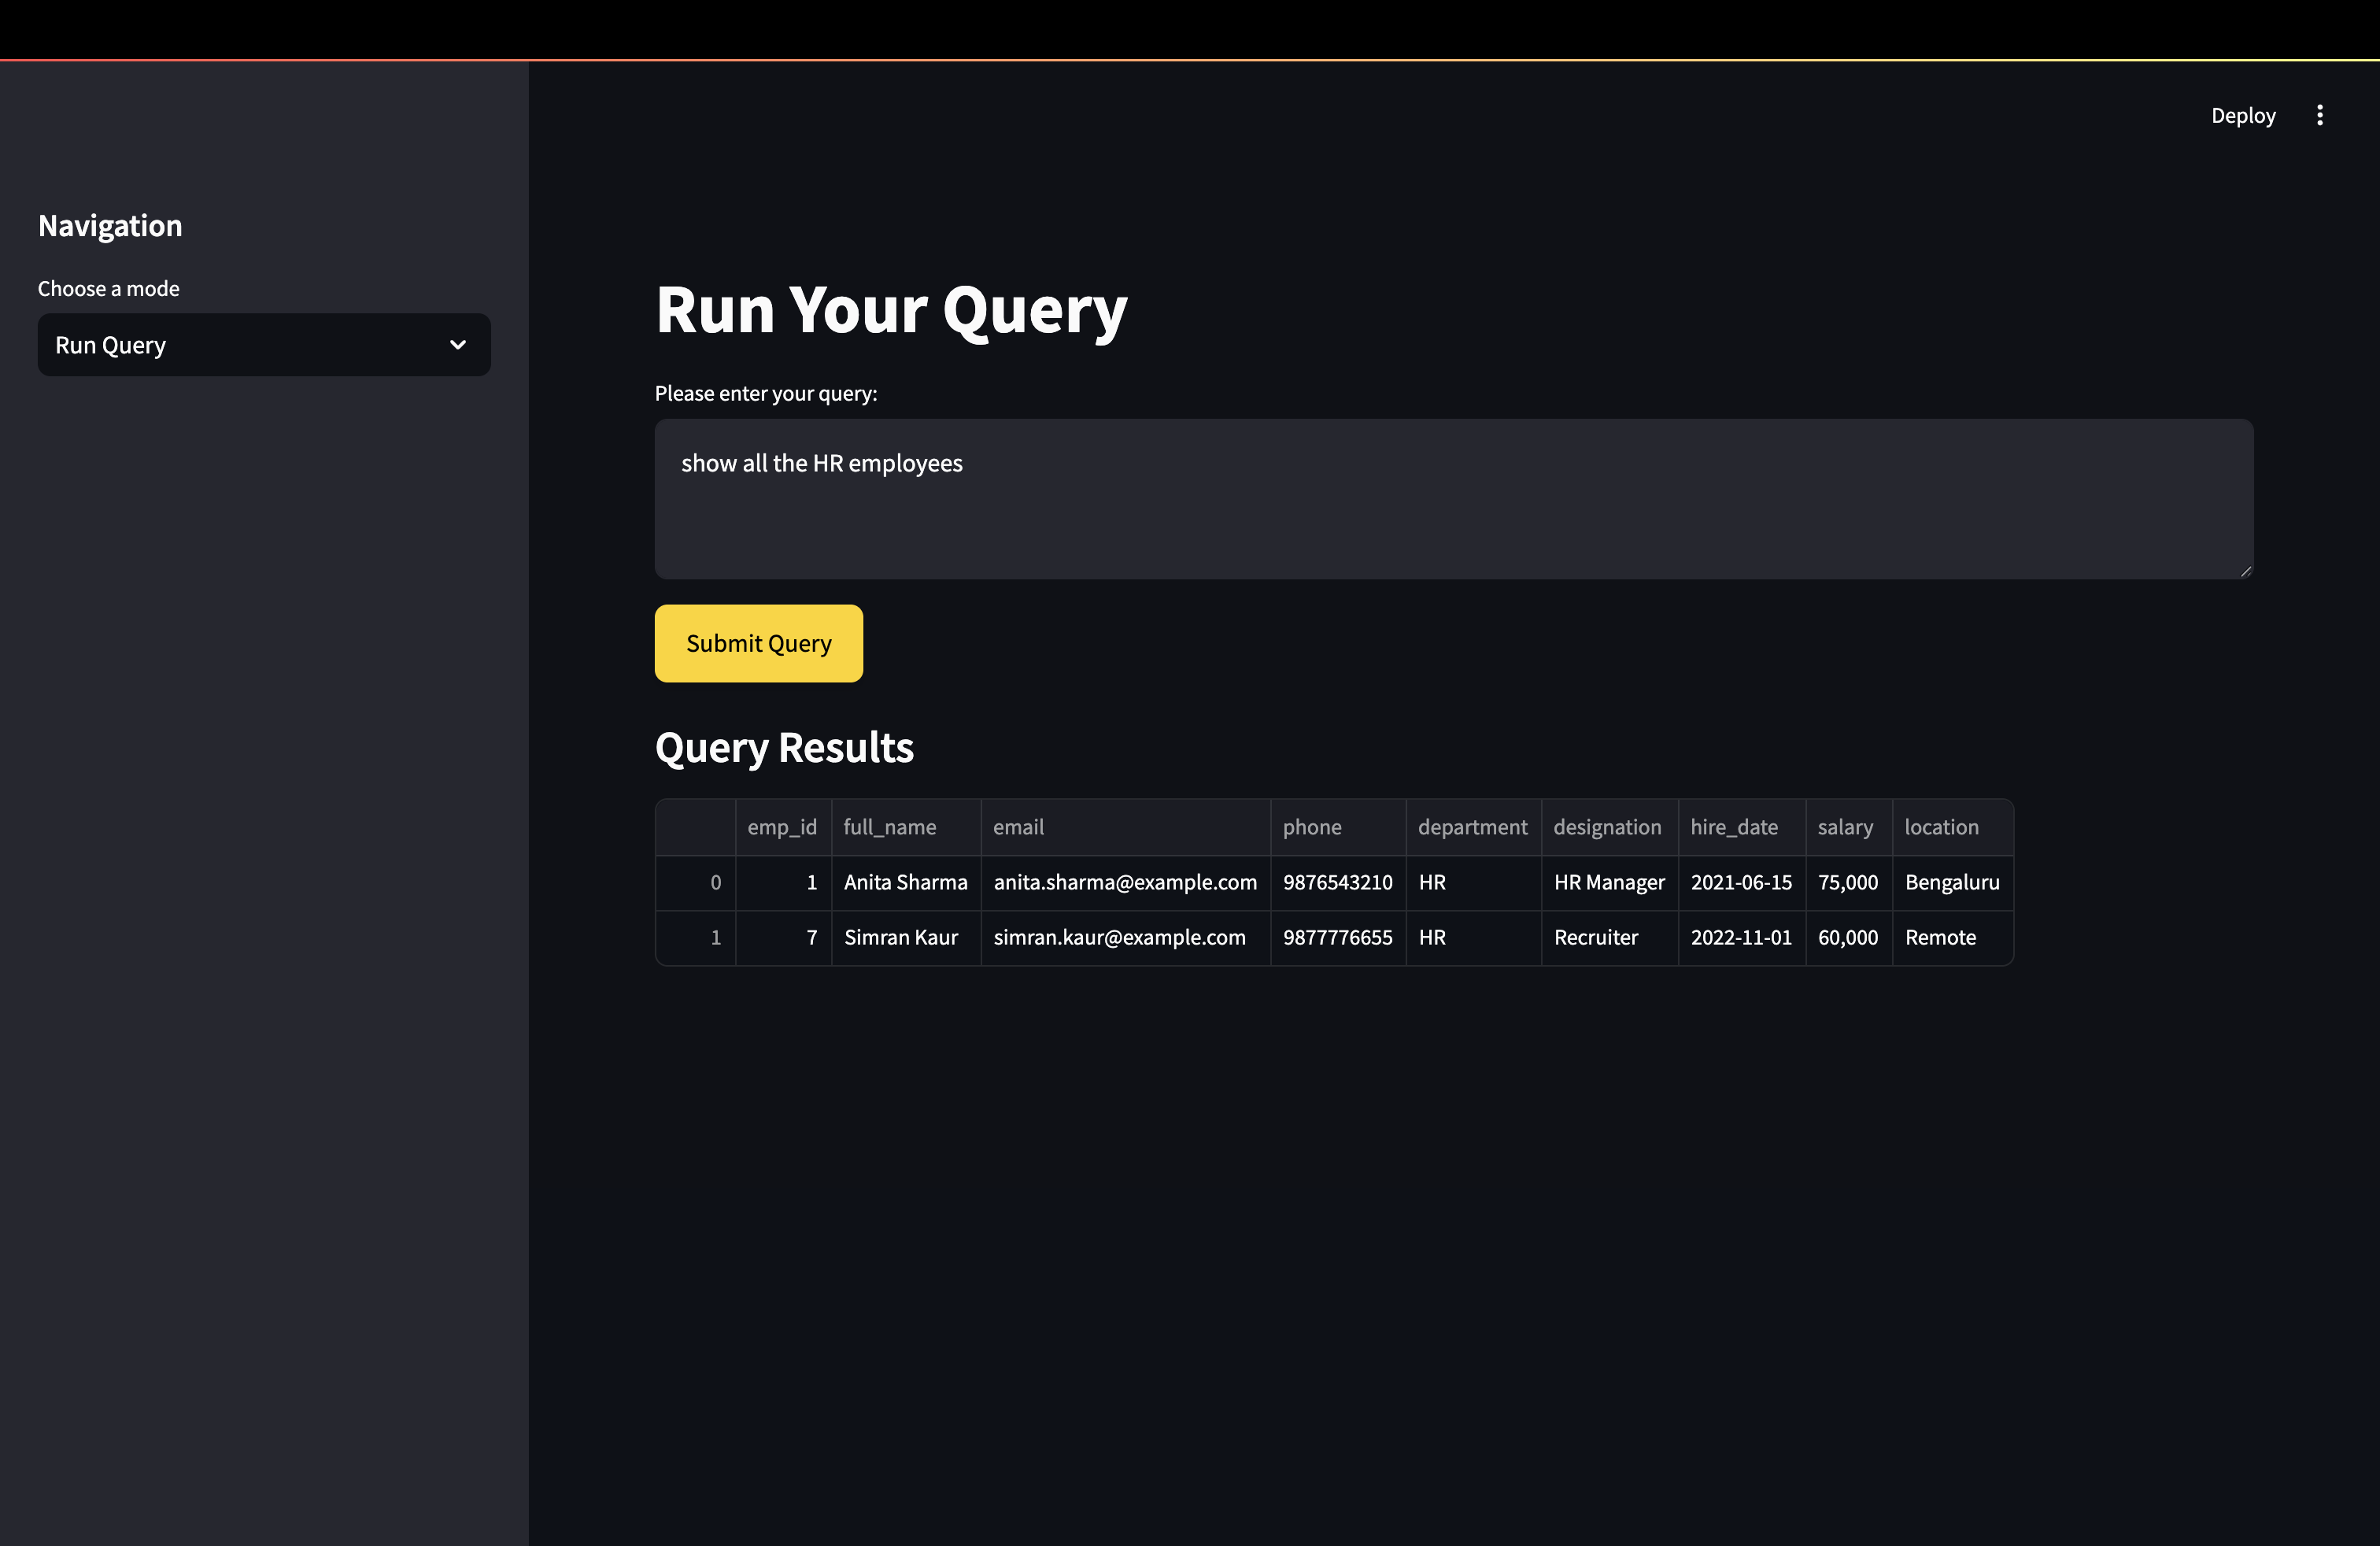 Deploy
Navigation
Choose a mode
Run Query
Run Your Query
Please enter your query:
show all the HR employees
Submit Query
Query Results
emp_id full_name email phone department designation hire_date salary location
0 1 Anita Sharma anita.sharma@example.com 9876543210 HR HR Manager 2021-06-15 75,000 Bengaluru
1 7 Simran Kaur simran.kaur@example.com 9877776655 HR Recruiter 2022-11-01 60,000 Remote